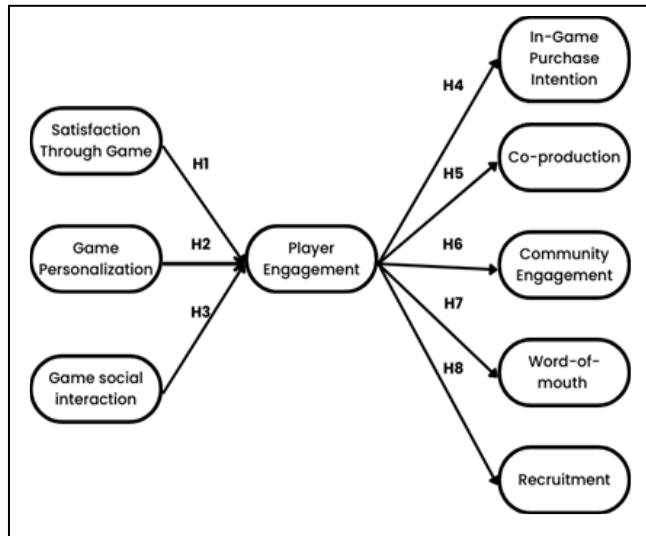 Satisfaction
Through Game
Game
Personalization
Game social
interaction
H1
H2
H3
Player
Engagement
H4
H5
H6
H7
H8
In-Game
Purchase
Intention
Co-production
Community
Engagement
Word-of-
mouth
Recruitment